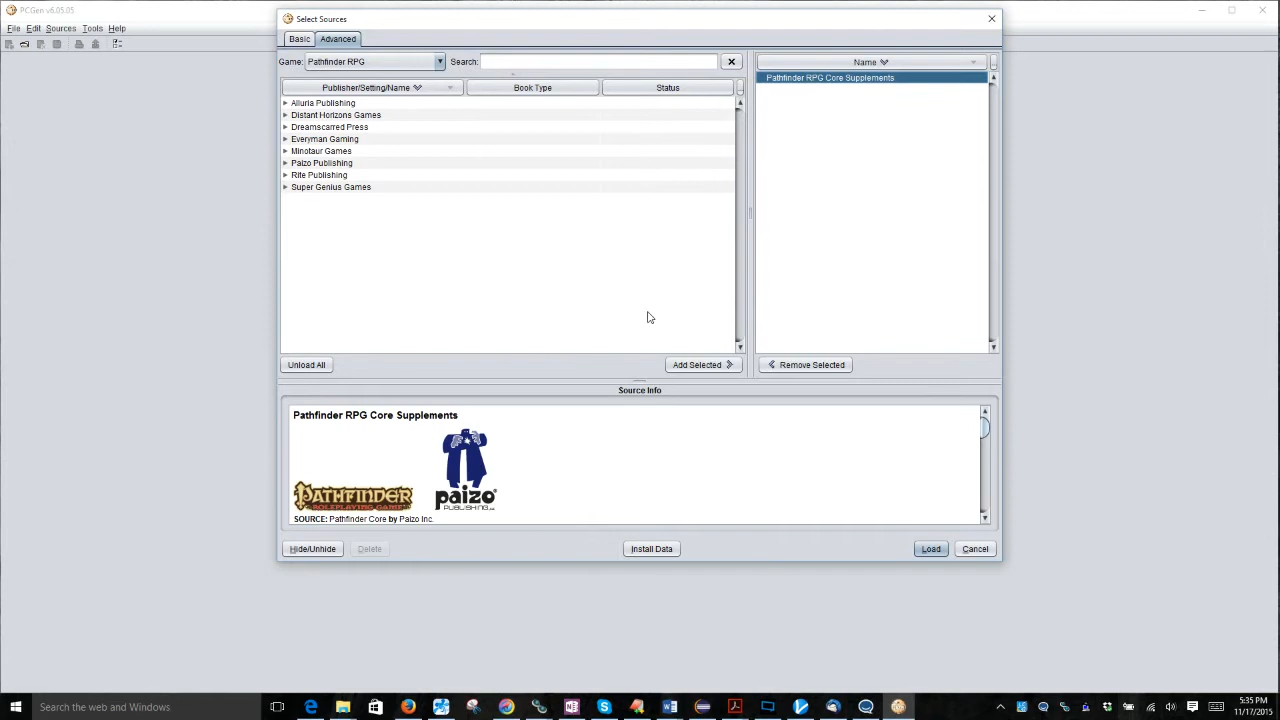 PCGen v6.05.05
File Edit Sources Tools Help
Select Sources
Basic Advanced
Game: Pathfinder RPG Search:
Publisher/Setting/Name Book Type Status
Alluria Publishing
Distant Horizons Games
Dreamscarred Press
Everyman Gaming
Minotaur Games
Paizo Publishing
Rite Publishing
Super Genius Games
Name
Pathfinder RPG Core Supplements
Unload All Add Selected Remove Selected
Source Info
Pathfinder RPG Core Supplements
PATHFINDER
ROLEPLAYING GAME
paizo
PUBLISHING
SOURCE: Pathfinder Core by Paizo Inc.
Hide/Unhide Delete Install Data Load Cancel
Search the web and Windows
5:35 PM
11/17/2015